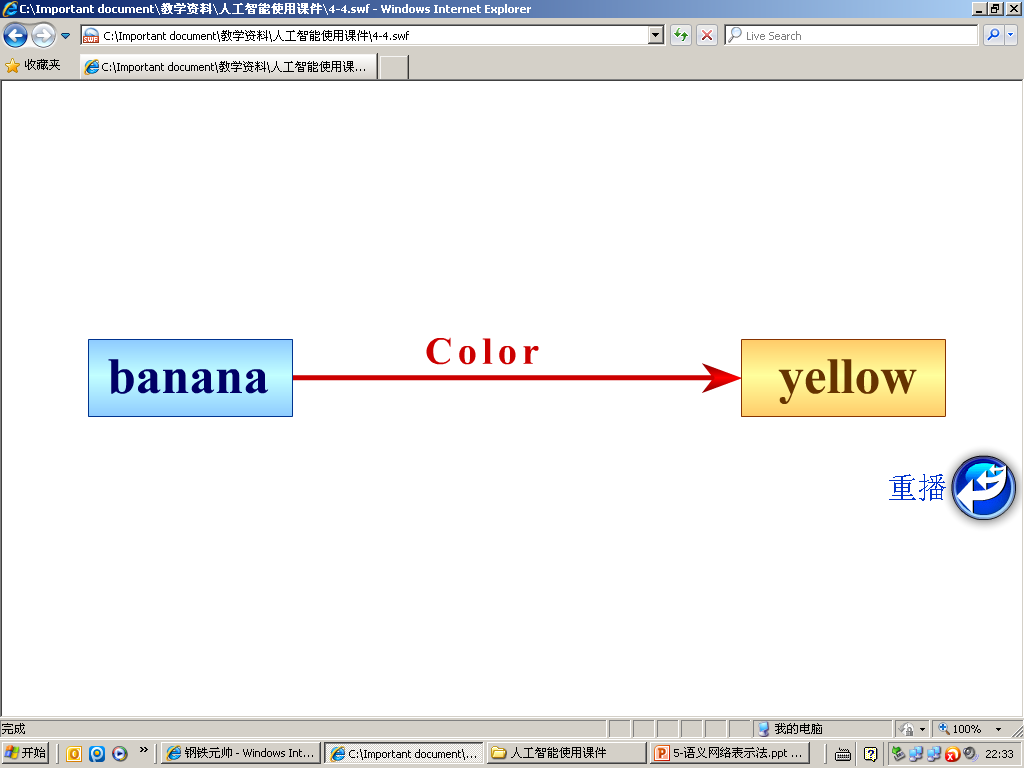 C:\Important document\教学资料\人工智能使用课件\4-4.swf - Windows Internet Explorer
C:\Important document\教学资料\人工智能使用课件\4-4.swf
Live Search
收藏夹
C:\Important document\教学资料\人工智能使用课...
Color
banana
yellow
重播
完成
我的电脑
100%
开始
钢铁元帅 - Windows Int...
C:\Important document\...
人工智能使用课件
5-语义网络表示法.ppt ...
22:33